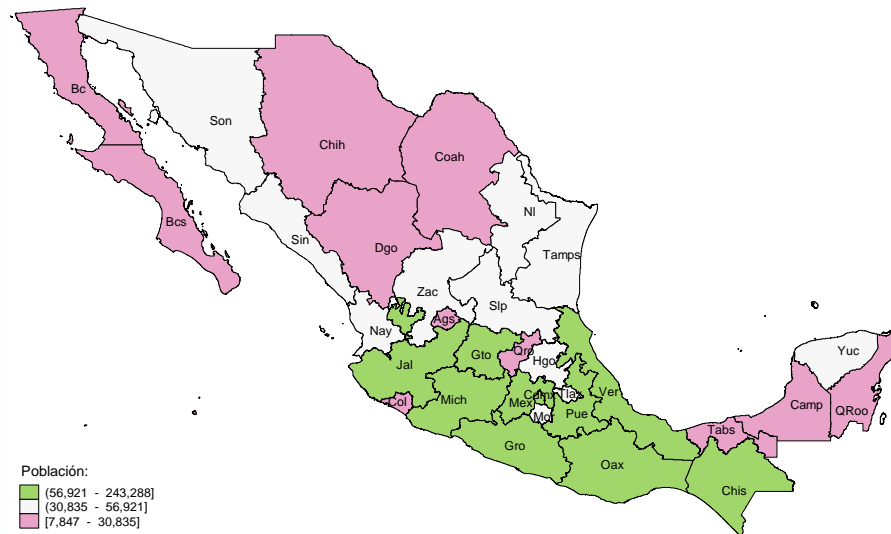 Bc
Son
Chih
Coah
Bcs
Nl
Sin
Dgo
Tamps
Zac
Slp
Nay
Ags
Yuc
Jal
Gto
Qro
Hgo
Col
Mich
Mex
Cdmx
Tlax
Ver
Camp
QRoo
Mor
Pue
Tabs
Gro
Oax
Chis
Población:
(56,921 - 243,288]
(30,835 - 56,921]
[7,847 - 30,835]